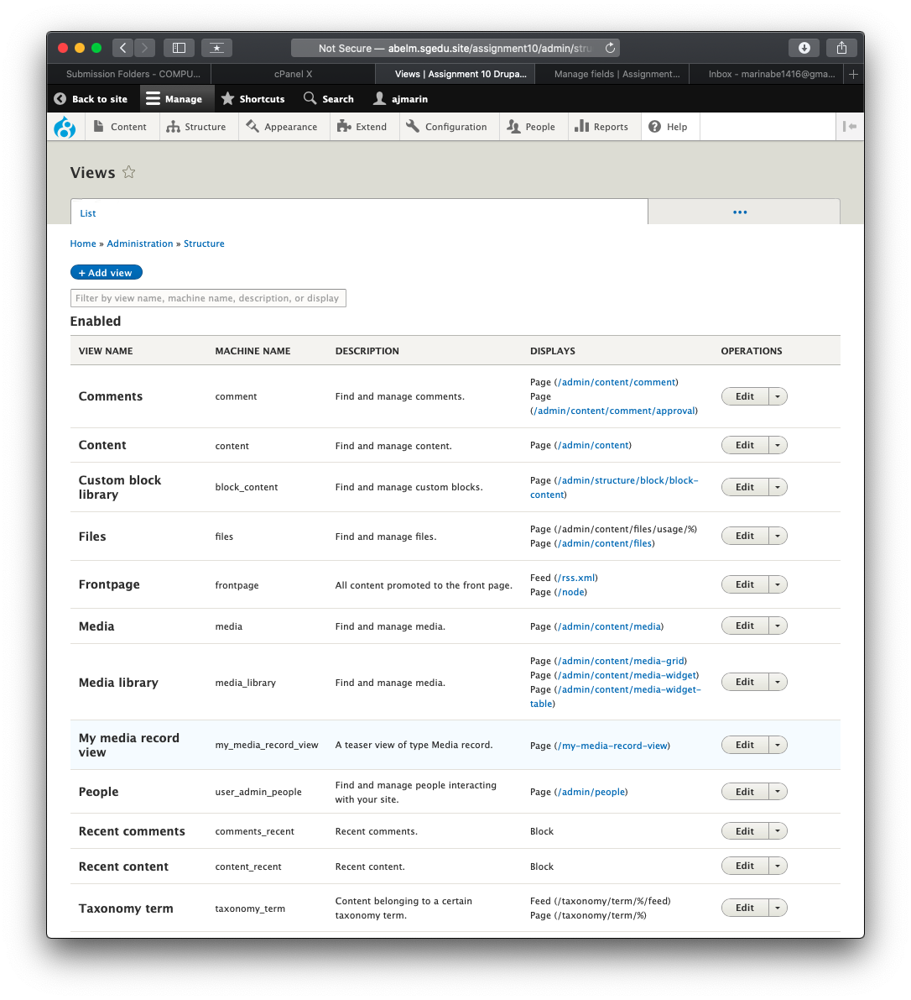 Not Secure — abelm.sgedu.site/assignment10/admin/stru
Submission Folders - COMPU... cPanel X Views | Assignment 10 Drupa... Manage fields | Assignment... Inbox - marinabe1416@gma...
Back to site Manage Shortcuts Search ajmarin
Content Structure Appearance Extend Configuration People Reports Help
Views
List •••
Home » Administration » Structure
+ Add view
Filter by view name, machine name, description, or display
Enabled
VIEW NAME MACHINE NAME DESCRIPTION DISPLAYS OPERATIONS
Page (/admin/content/comment)
Comments comment Find and manage comments. Page Edit
(/admin/content/comment/approval)
Content content Find and manage content. Page (/admin/content) Edit
Custom block Page (/admin/structure/block/block-
block_content Find and manage custom blocks. Edit
library content)
Page (/admin/content/files/usage/%)
Files files Find and manage files. Edit
Page (/admin/content/files)
Feed (/rss.xml)
Frontpage frontpage All content promoted to the front page. Edit
Page (/node)
Media media Find and manage media. Page (/admin/content/media) Edit
Page (/admin/content/media-grid)
Page (/admin/content/media-widget)
Media library media_library Find and manage media. Edit
Page (/admin/content/media-widget-
table)
My media record
my_media_record_view A teaser view of type Media record. Page (/my-media-record-view) Edit
view
Find and manage people interacting
People user_admin_people Page (/admin/people) Edit
with your site.
Recent comments comments_recent Recent comments. Block Edit
Recent content content_recent Recent content. Block Edit
Content belonging to a certain Feed (/taxonomy/term/%/feed)
Taxonomy term taxonomy_term Edit
taxonomy term. Page (/taxonomy/term/%)